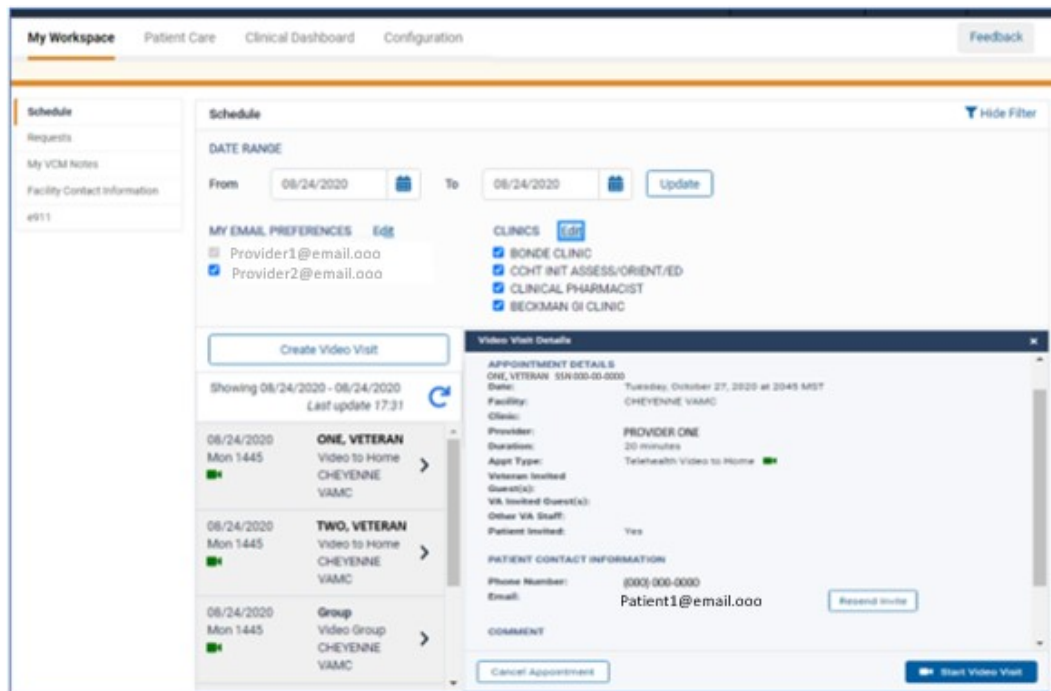 My Workspace Patient Care Clinical Dashboard Configuration Feedback
Schedule
Requests
My VCM Notes
Facility Contact Information
e911
Schedule Hide Filter
DATE RANGE
From 08/24/2020 To 08/24/2020 Update
MY EMAIL PREFERENCES Edit
Provider1@email.ooo
Provider2@email.ooo
CLINICS Edit
BONDE CLINIC
CCHT INIT ASSESS/ORIENT/ED
CLINICAL PHARMACIST
BECKMAN GI CLINIC
Create Video Visit
Showing 08/24/2020 - 08/24/2020
Last update 17:31
08/24/2020 ONE, VETERAN
Mon 1445 Video to Home
CHEYENNE
VAMC
08/24/2020 TWO, VETERAN
Mon 1445 Video to Home
CHEYENNE
VAMC
08/24/2020 Group
Mon 1445 Video Group
CHEYENNE
VAMC
Video Visit Details ×
APPOINTMENT DETAILS
ONE, VETERAN SSN 000-00-0000
Date: Tuesday, October 27, 2020 at 2045 MST
Facility: CHEYENNE VAMC
Clinic:
Provider: PROVIDER ONE
Duration: 20 minutes
Appt Type: Telehealth Video to Home
Veteran Invited
Guest(s):
VA Invited Guest(s):
Other VA Staff:
Patient Invited: Yes
PATIENT CONTACT INFORMATION
Phone Number: (000) 000-0000
Email: Patient1@email.ooo Resend Invite
COMMENT
Cancel Appointment Start Video Visit